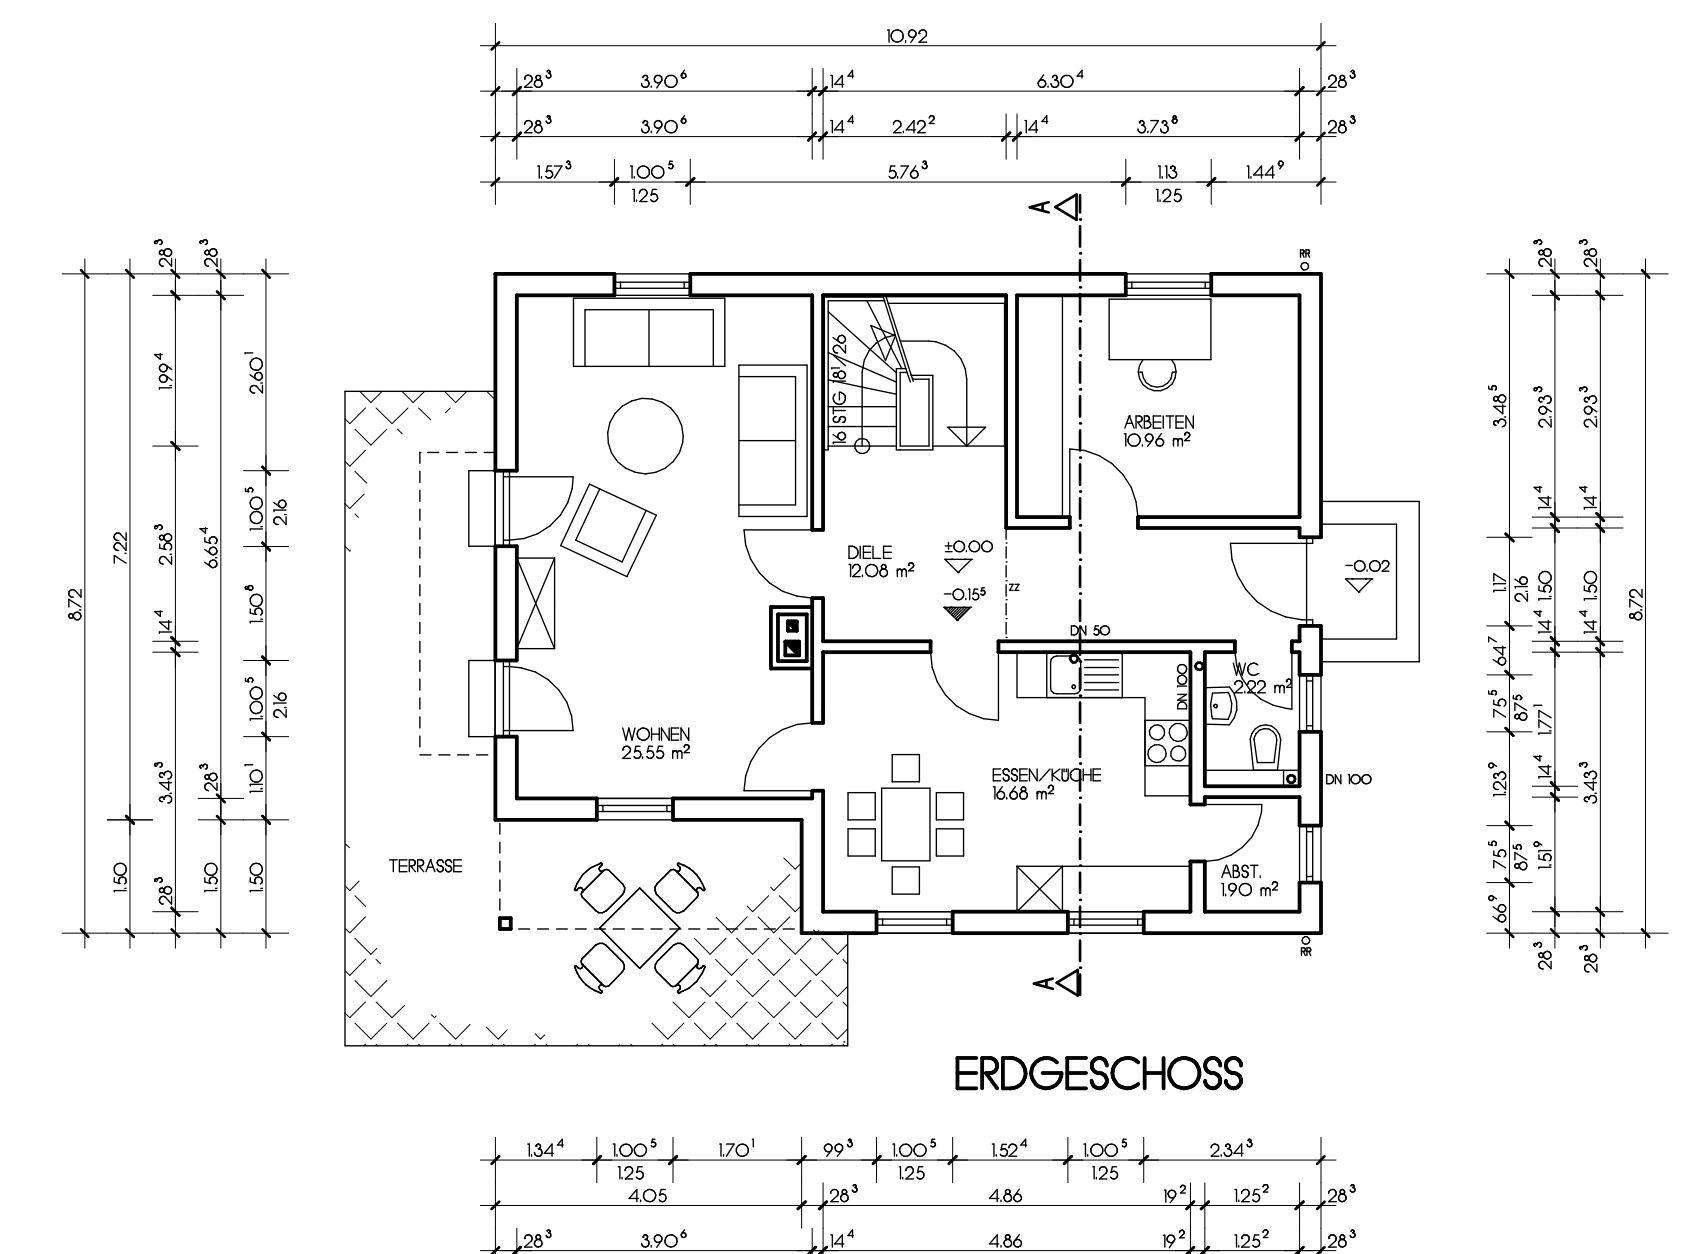 10.92
28³ 3.90⁶ 14⁴ 6.30⁴ 28³
28³ 3.90⁶ 14⁴ 2.42² 14⁴ 3.73⁸ 28³
1.57³ 1.00⁵ 5.76³ 1.13 1.44⁹
1.25 1.25
A
RR
8.72
7.22 1.50
28³ 1.99⁴ 2.58³ 14⁴ 3.43³ 28³
28³ 6.65⁴ 28³ 1.50
2.60¹ 1.00⁵ 1.50⁸ 1.00⁵ 1.10¹ 1.50
2.16 2.16
16 STG 18¹/26
ARBEITEN
10.96 m²
DIELE
12.08 m²
±0.00
-0.15⁵
ZZ
-0.02
DN 50
DN 100
WC
2.22 m²
WOHNEN
25.55 m²
ESSEN/KÜCHE
16.68 m²
DN 100
TERRASSE
ABST.
1.90 m²
RR
A
3.48⁵ 1.17 64⁷ 75⁵ 1.23⁹ 75⁵ 66⁹
2.16 87⁵ 87⁵
28³ 2.93³ 14⁴ 1.50 14⁴ 1.77¹ 14⁴ 1.51⁹ 28³
28³ 2.93³ 14⁴ 1.50 14⁴ 3.43³ 28³
8.72
ERDGESCHOSS
1.34⁴ 1.00⁵ 1.70¹ 99³ 1.00⁵ 1.52⁴ 1.00⁵ 2.34³
1.25 1.25 1.25
4.05 28³ 4.86 19² 1.25² 28³
28³ 3.90⁶ 14⁴ 4.86 19² 1.25² 28³